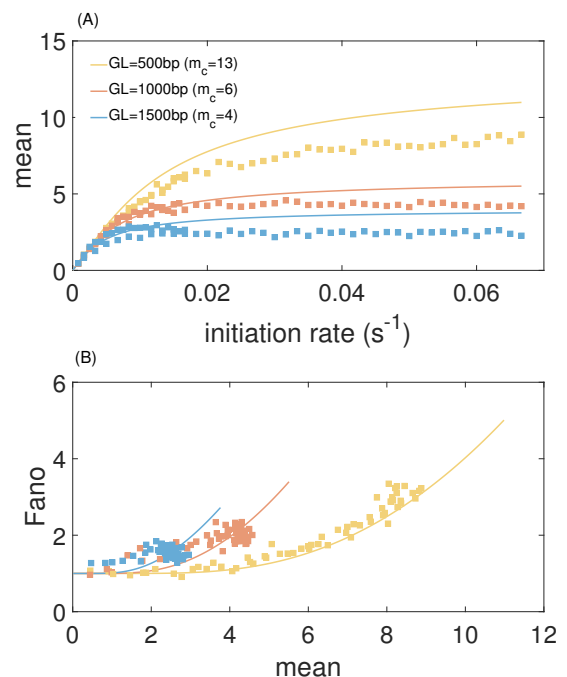 (A)
15
10
5
0
mean
GL=500bp (m_c=13)
GL=1000bp (m_c=6)
GL=1500bp (m_c=4)
0 0.02 0.04 0.06
initiation rate (s^-1)
(B)
6
4
2
0
Fano
0 2 4 6 8 10 12
mean